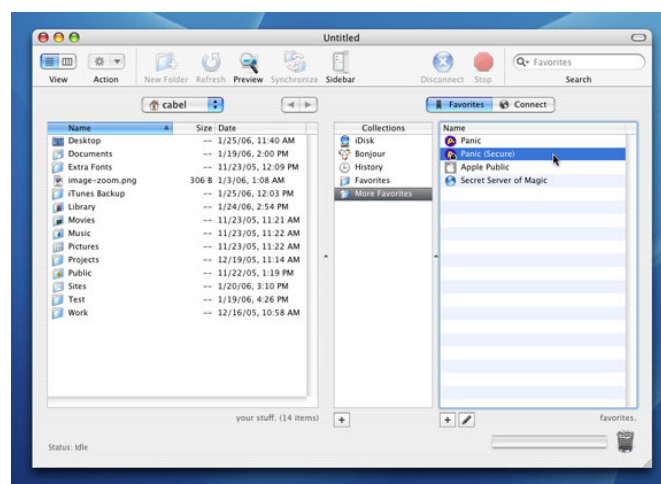 Untitled
View Action New Folder Refresh Preview Synchronize Sidebar Disconnect Stop Favorites Search
cabel Favorites Connect
Name Size Date
Desktop -- 1/25/06, 11:40 AM
Documents -- 1/19/06, 2:00 PM
Extra Fonts -- 11/23/05, 12:09 PM
image-zoom.png 306 B 1/3/06, 1:08 AM
iTunes Backup -- 1/25/06, 12:03 PM
Library -- 1/24/06, 2:54 PM
Movies -- 11/23/05, 11:21 AM
Music -- 11/23/05, 11:22 AM
Pictures -- 11/23/05, 11:22 AM
Projects -- 12/19/05, 11:14 AM
Public -- 11/22/05, 1:19 PM
Sites -- 1/20/06, 3:10 PM
Test -- 1/19/06, 4:26 PM
Work -- 12/16/05, 10:58 AM
your stuff. (14 items)
Collections
iDisk
Bonjour
History
Favorites
More Favorites
Name
Panic
Panic (Secure)
Apple Public
Secret Server of Magic
favorites.
Status: Idle